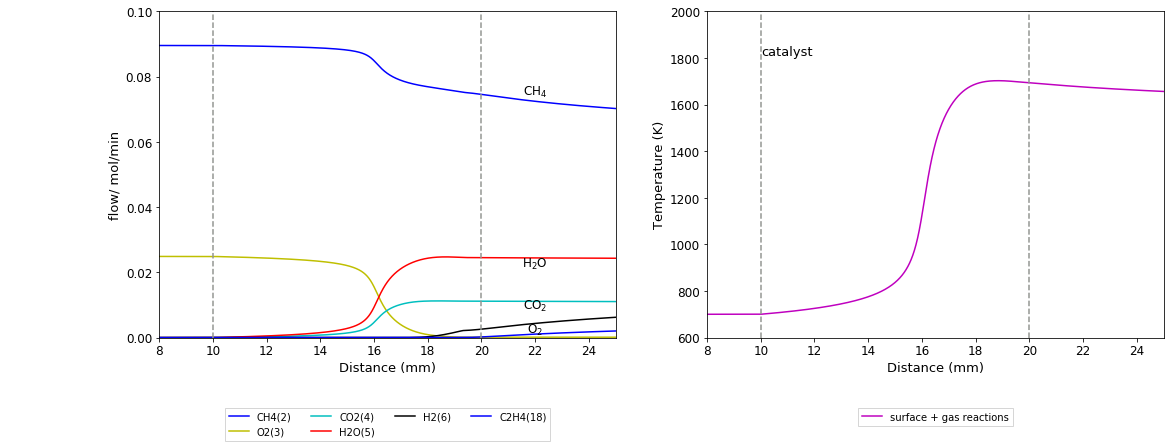 0.10
0.08
0.06
0.04
0.02
0.00
flow/ mol/min
CH4
H2O
CO2
O2
8 10 12 14 16 18 20 22 24
Distance (mm)
CH4(2) CO2(4) H2(6) C2H4(18)
O2(3) H2O(5)
2000
1800
1600
1400
1200
1000
800
600
Temperature (K)
catalyst
8 10 12 14 16 18 20 22 24
Distance (mm)
surface + gas reactions